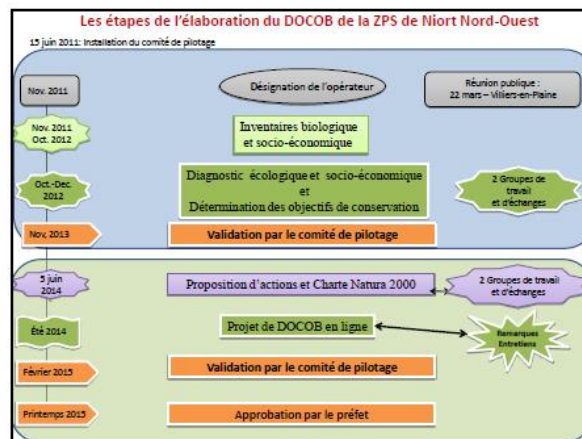 Les étapes de l'élaboration du DOCOB de la ZPS de Niort Nord-Ouest
15 juin 2011: Installation du comité de pilotage
Nov. 2011
Désignation de l'opérateur
Réunion publique :
22 mars – Villiers-en-Plaine
Nov. 2011
Oct. 2012
Inventaires biologique
et socio-économique
Oct.-Dec.
2012
Diagnostic écologique et socio-économique
et
Détermination des objectifs de conservation
2 Groupes de
travail
et d'échanges
Nov, 2013
Validation par le comité de pilotage
5 juin
2014
Proposition d'actions et Charte Natura 2000
2 Groupes de travail
et d'échanges
Été 2014
Projet de DOCOB en ligne
Remarques
Entretiens
Février 2015
Validation par le comité de pilotage
Printemps 2015
Approbation par le préfet